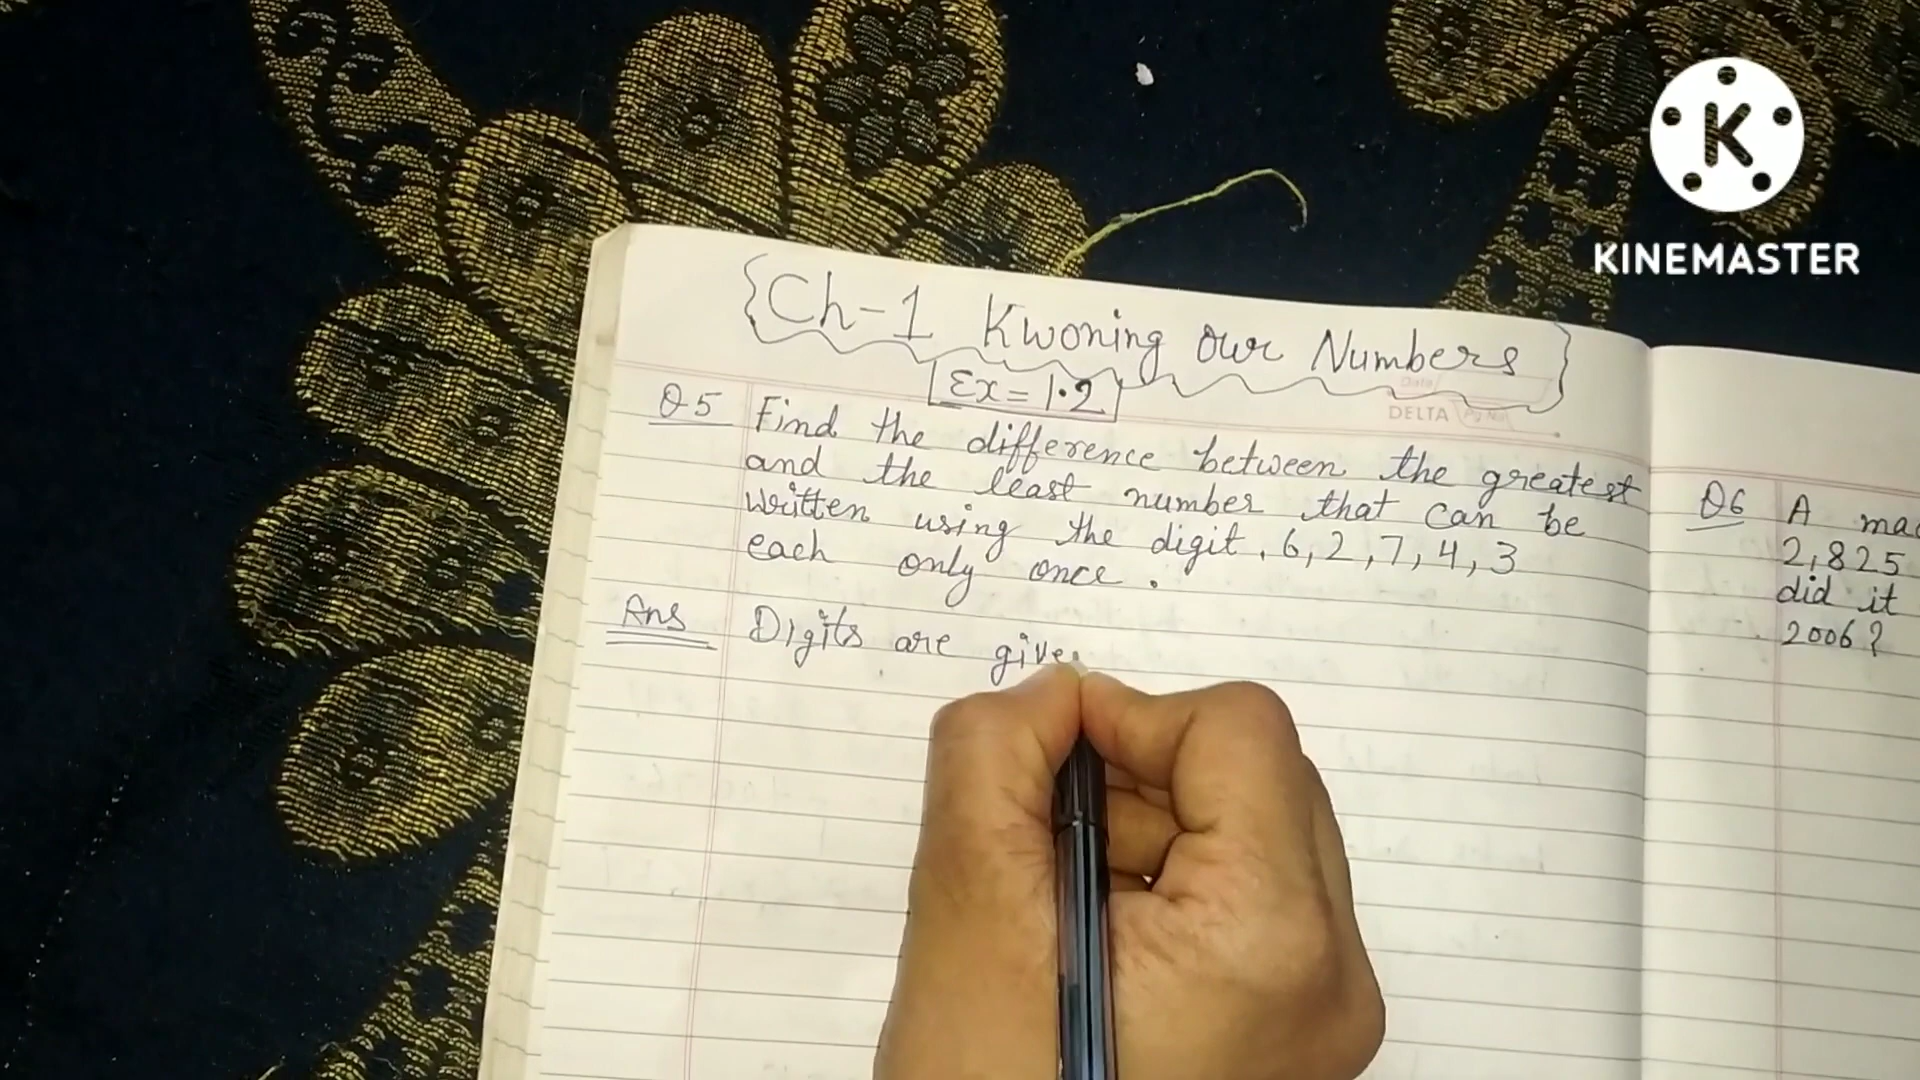 K
KINEMASTER
Ch-1 Kwoning our Numbers
Ex = 1.2
DELTA
Q5 Find the difference between the greatest
and the least number that can be
written using the digit. 6, 2, 7, 4, 3
each only once.
Ans Digits are give
Q6 A mac
2,825
did it
2006?